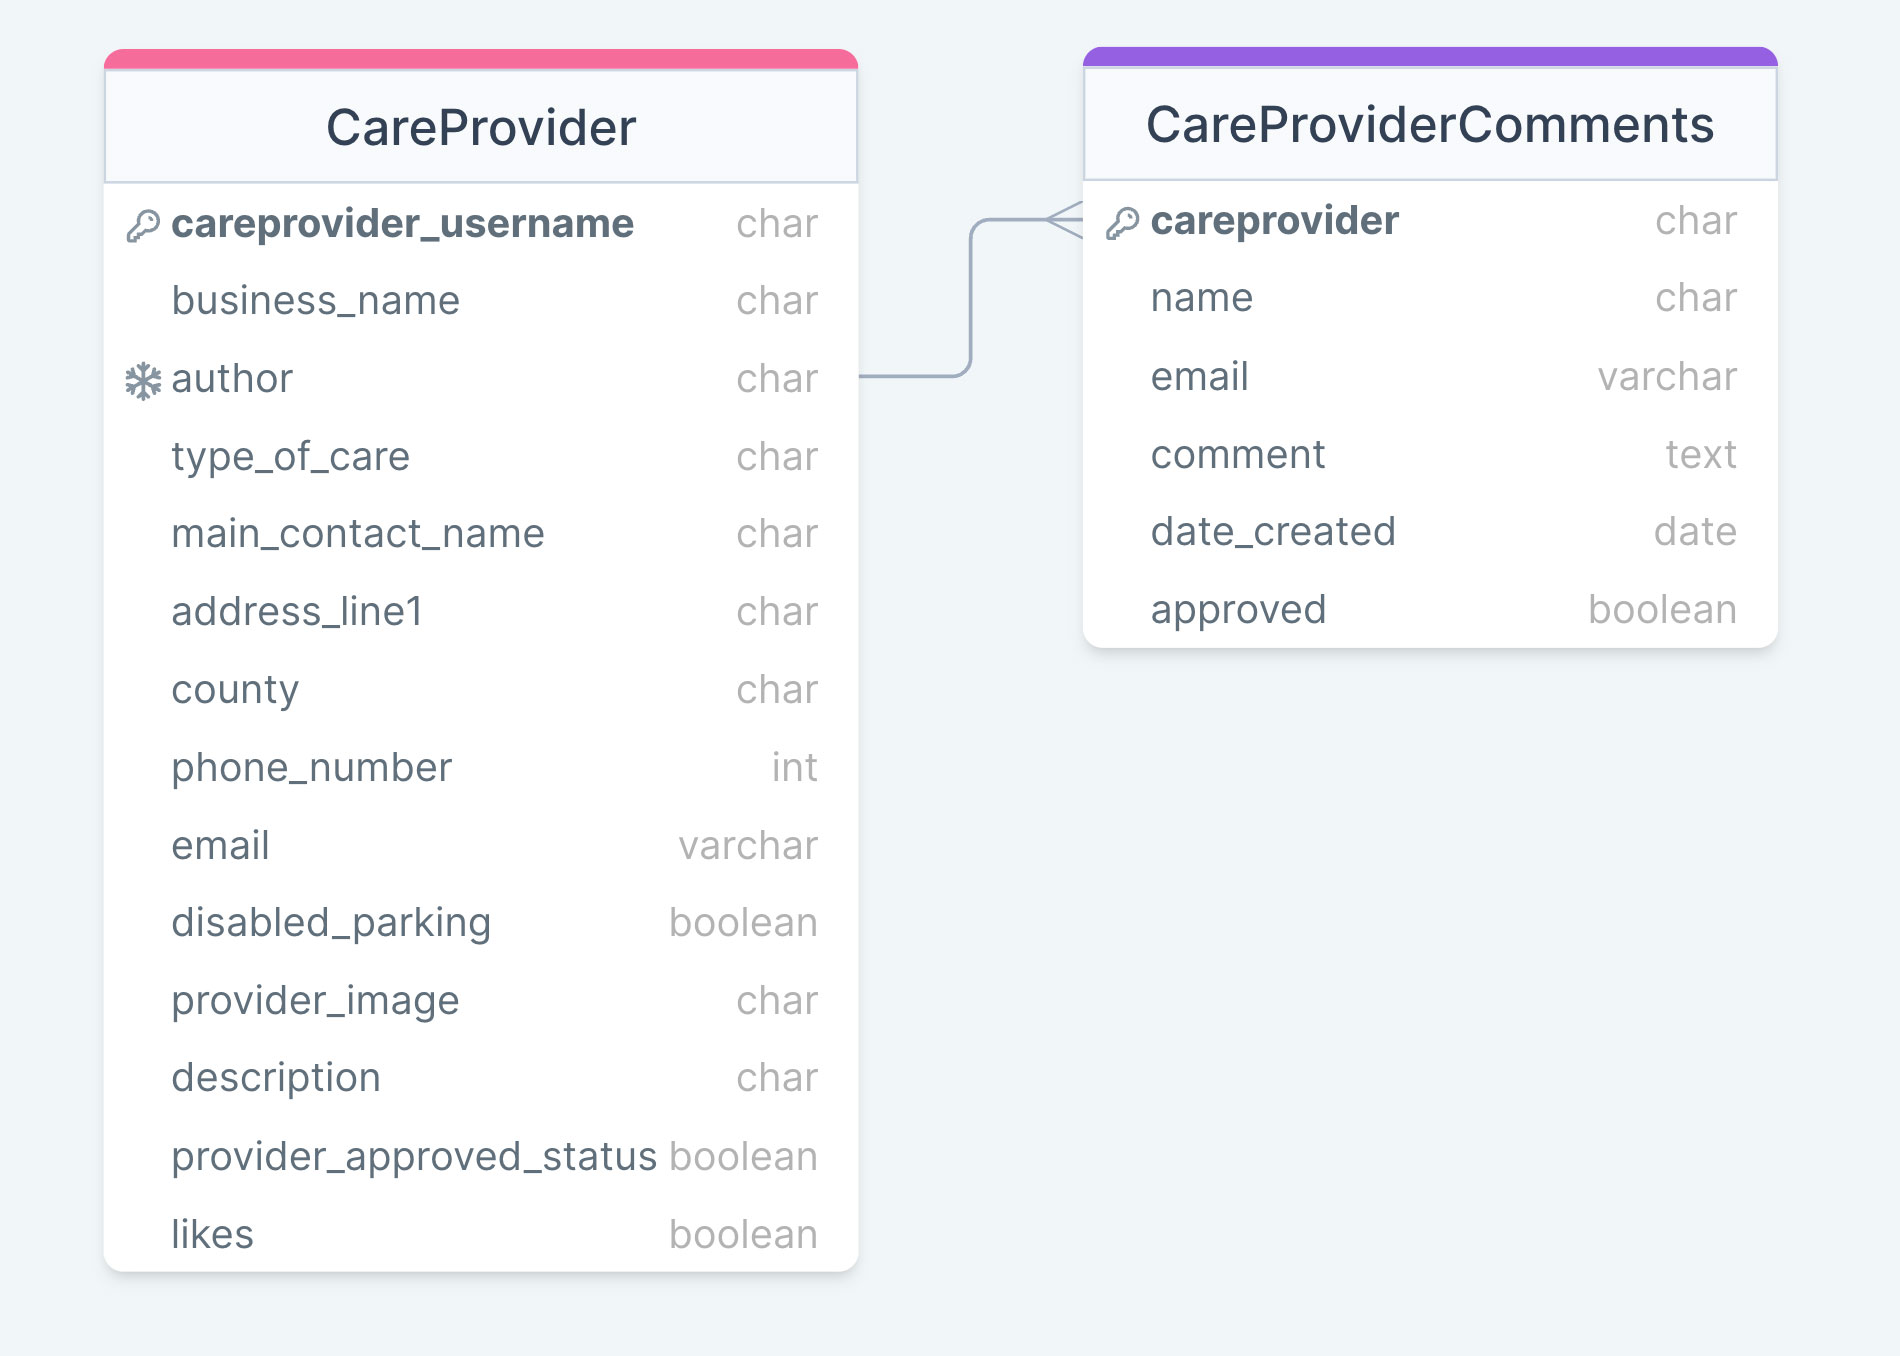 CareProvider
careprovider_username char
business_name char
author char
type_of_care char
main_contact_name char
address_line1 char
county char
phone_number int
email varchar
disabled_parking boolean
provider_image char
description char
provider_approved_status boolean
likes boolean
CareProviderComments
careprovider char
name char
email varchar
comment text
date_created date
approved boolean